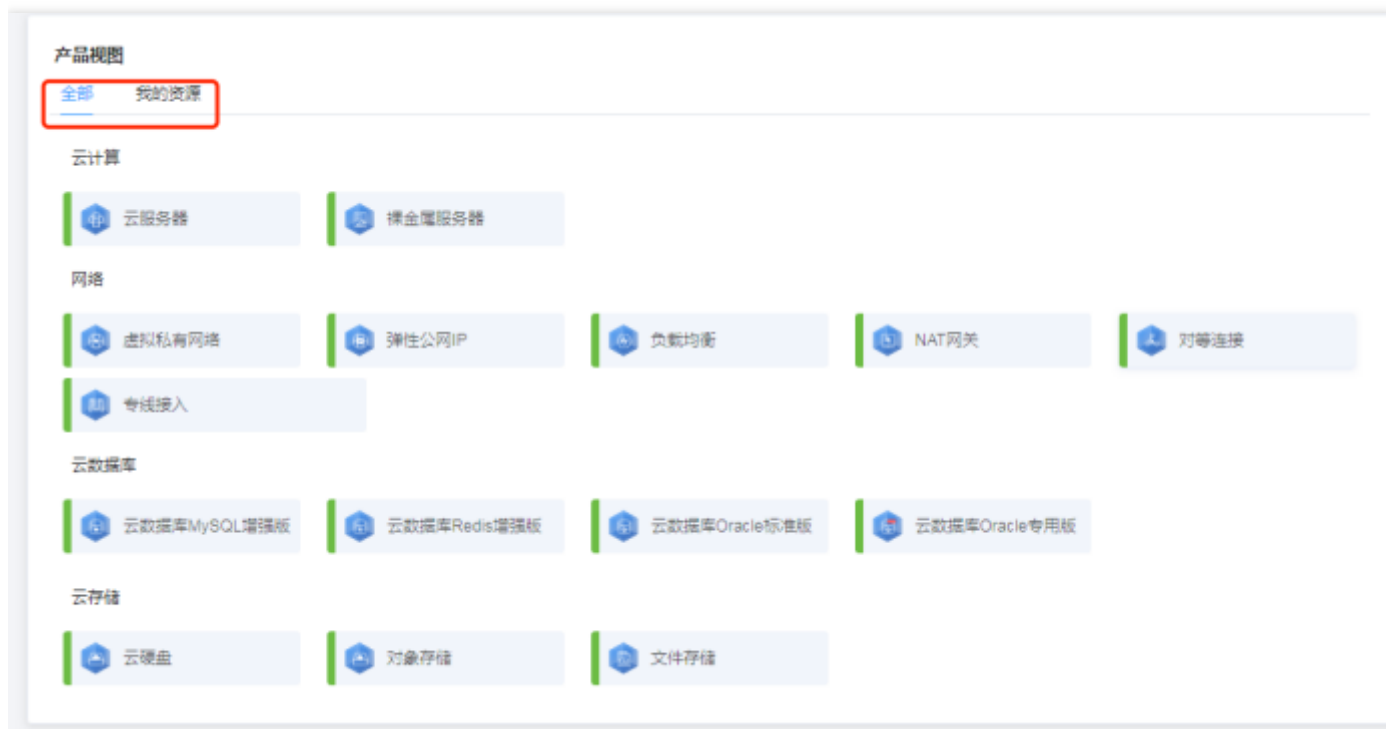 产品视图
全部 我的资源
云计算
云服务器 裸金属服务器
网络
虚拟私有网络 弹性公网IP 负载均衡 NAT网关 对等连接
专线接入
云数据库
云数据库MySQL增强版 云数据库Redis增强版 云数据库Oracle标准版 云数据库Oracle专用版
云存储
云硬盘 对象存储 文件存储